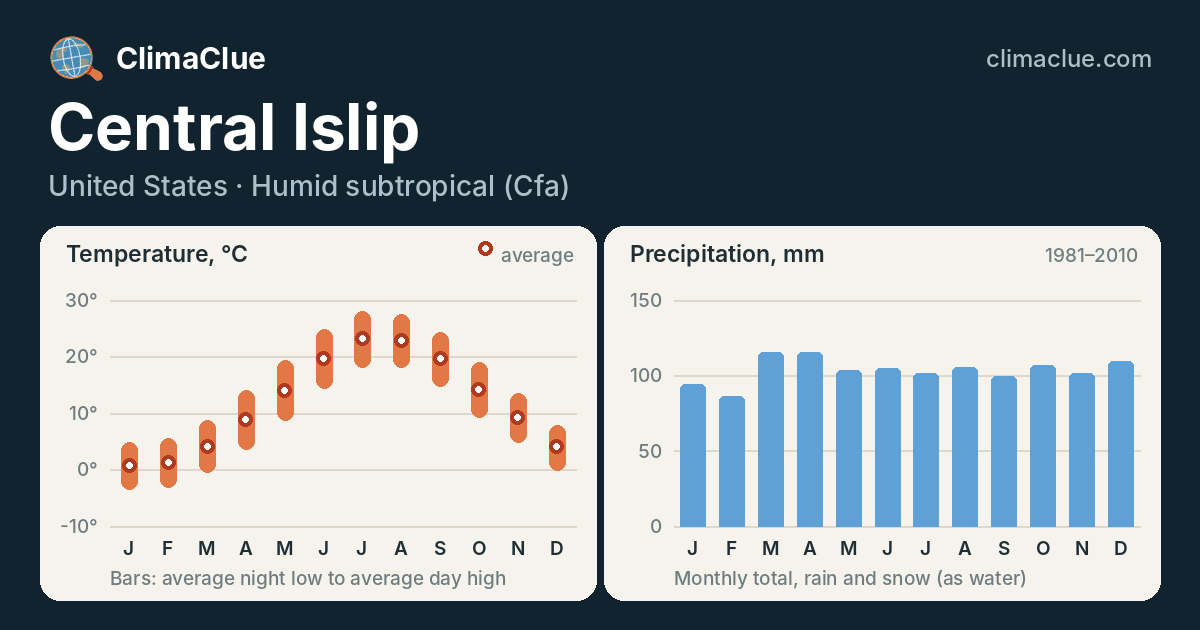 ClimaClue
climaclue.com
Central Islip
United States · Humid subtropical (Cfa)
Temperature, °C
average
30°
20°
10°
0°
-10°
J F M A M J J A S O N D
Bars: average night low to average day high
Precipitation, mm
1981–2010
150
100
50
0
J F M A M J J A S O N D
Monthly total, rain and snow (as water)